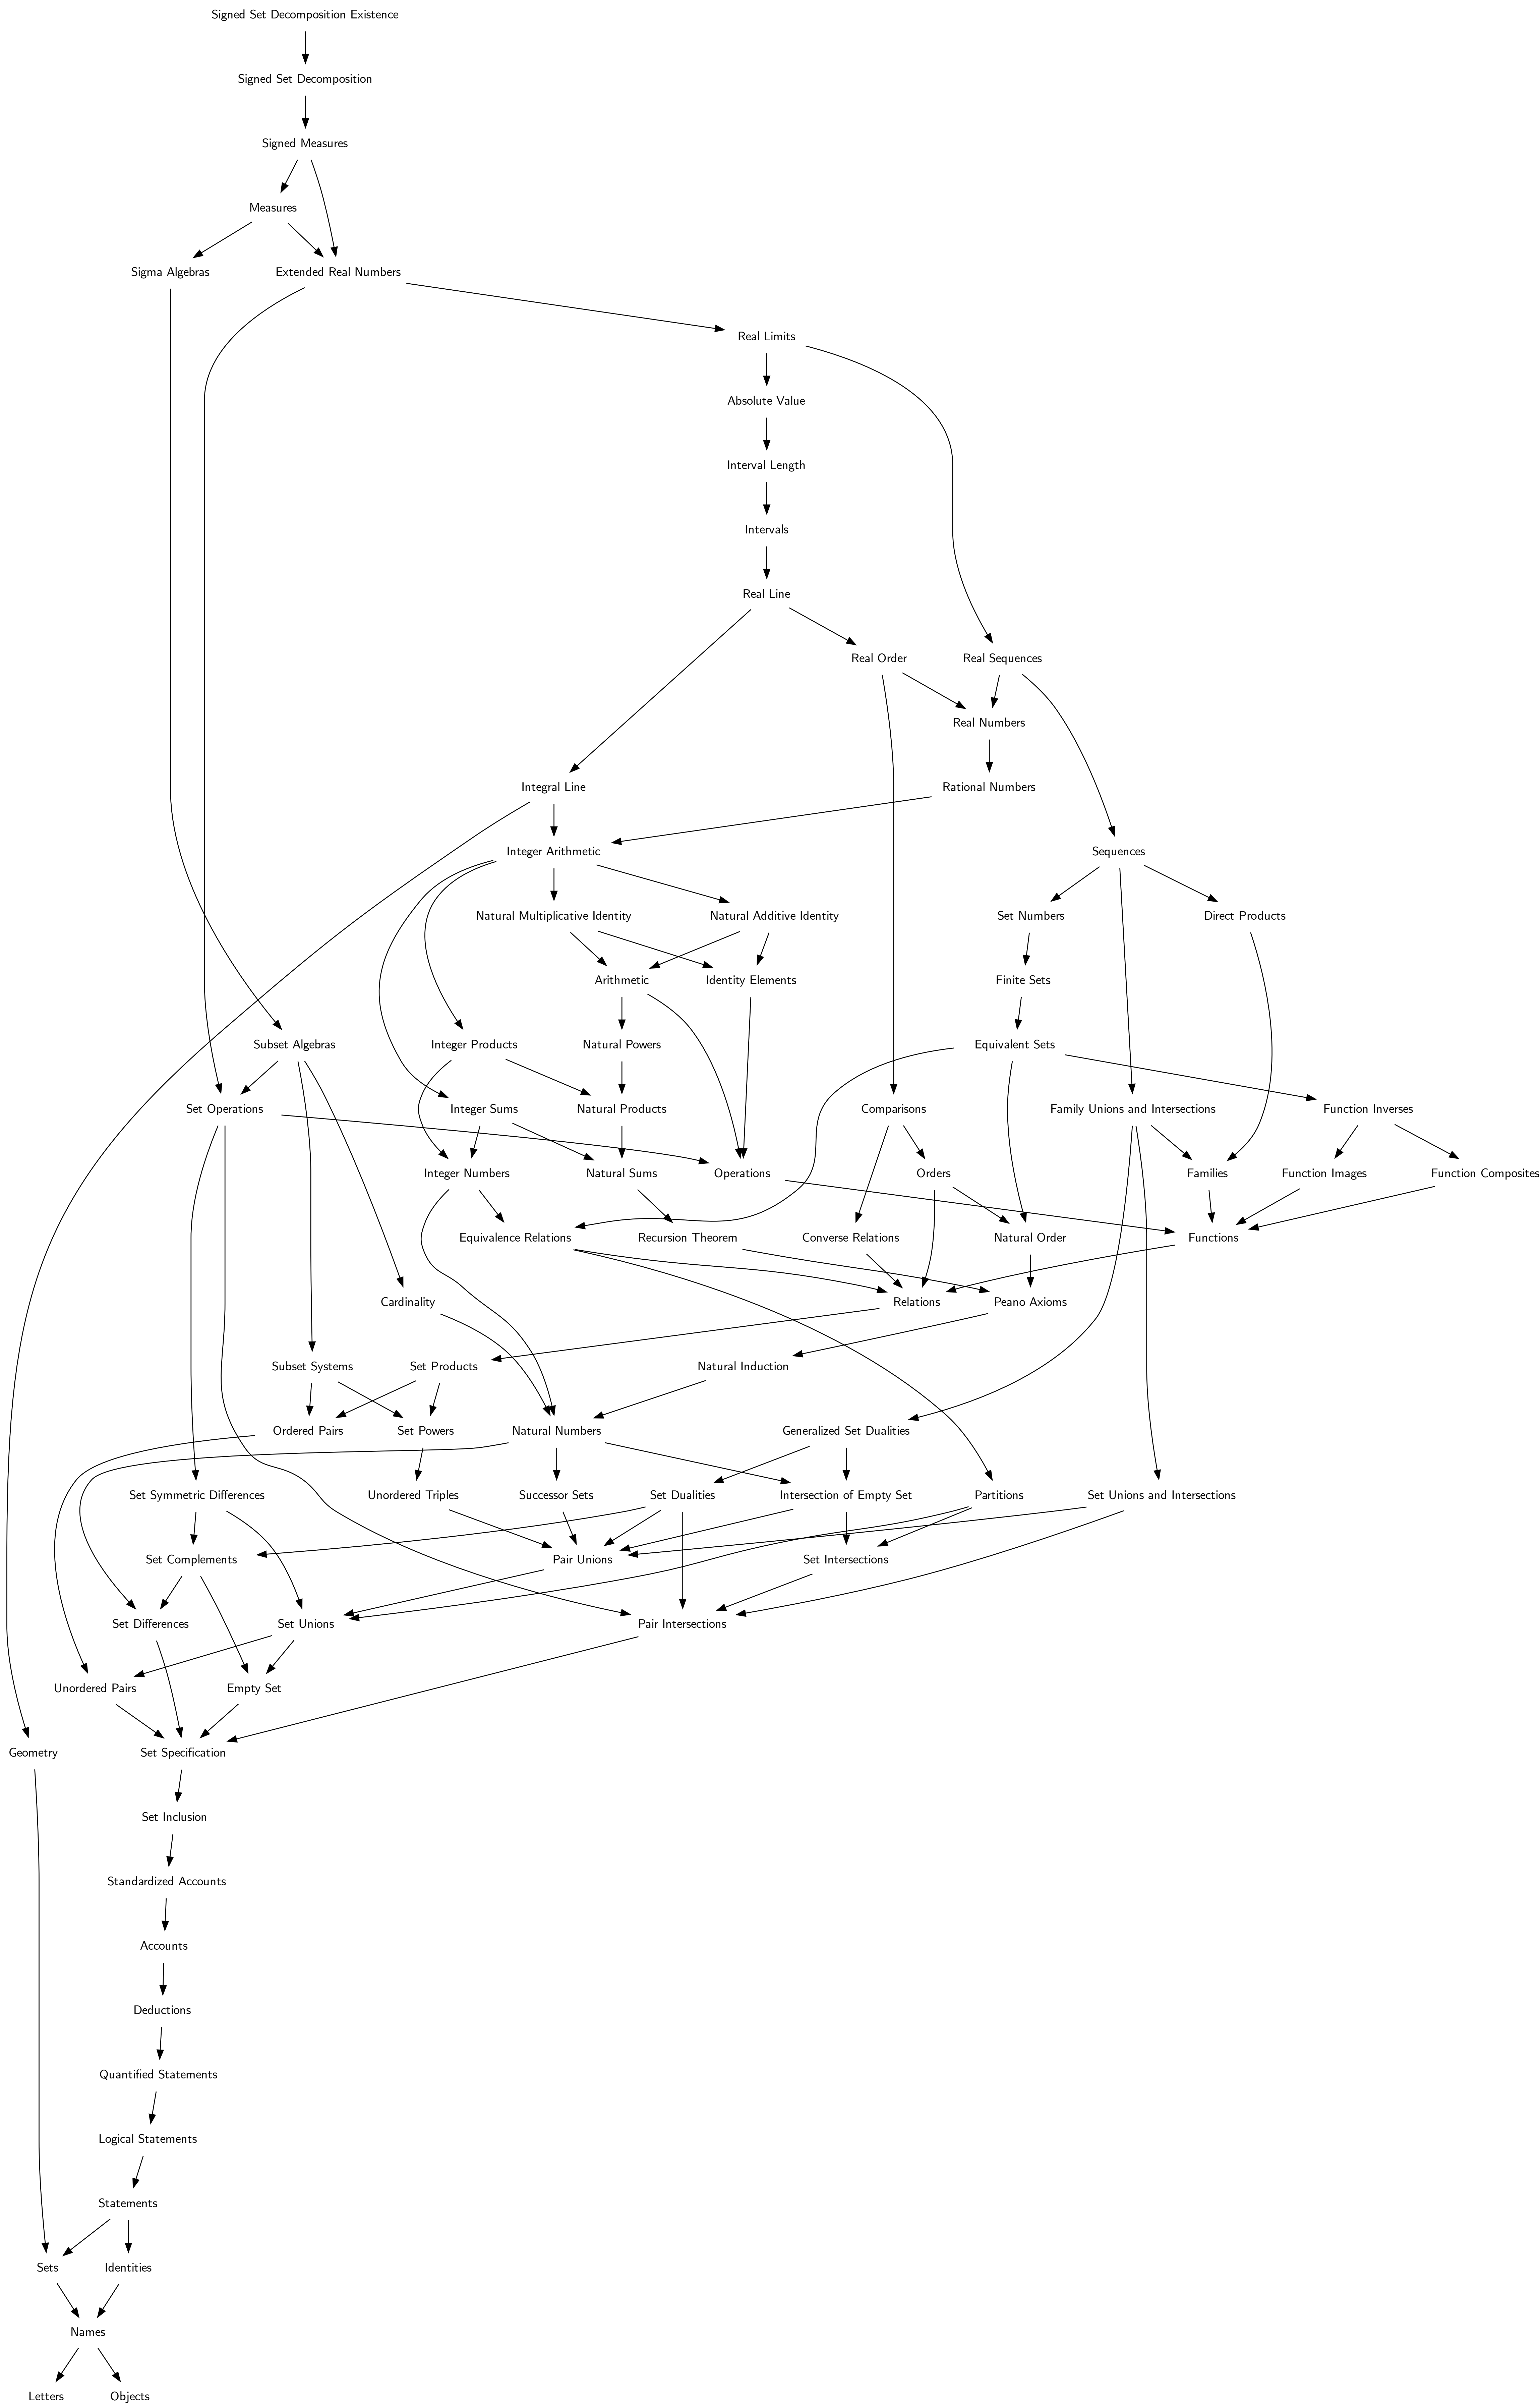 Signed Set Decomposition Existence
Signed Set Decomposition
Signed Measures
Measures
Sigma Algebras
Extended Real Numbers
Real Limits
Absolute Value
Interval Length
Intervals
Real Line
Real Order
Real Sequences
Real Numbers
Integral Line
Rational Numbers
Integer Arithmetic
Sequences
Natural Multiplicative Identity
Natural Additive Identity
Set Numbers
Direct Products
Arithmetic
Identity Elements
Finite Sets
Subset Algebras
Integer Products
Natural Powers
Equivalent Sets
Set Operations
Integer Sums
Natural Products
Comparisons
Family Unions and Intersections
Function Inverses
Integer Numbers
Natural Sums
Operations
Orders
Families
Function Images
Function Composites
Equivalence Relations
Recursion Theorem
Converse Relations
Natural Order
Functions
Cardinality
Relations
Peano Axioms
Subset Systems
Set Products
Natural Induction
Ordered Pairs
Set Powers
Natural Numbers
Generalized Set Dualities
Set Symmetric Differences
Unordered Triples
Successor Sets
Set Dualities
Intersection of Empty Set
Partitions
Set Unions and Intersections
Set Complements
Pair Unions
Set Intersections
Set Differences
Set Unions
Pair Intersections
Unordered Pairs
Empty Set
Geometry
Set Specification
Set Inclusion
Standardized Accounts
Accounts
Deductions
Quantified Statements
Logical Statements
Statements
Sets
Identities
Names
Letters
Objects